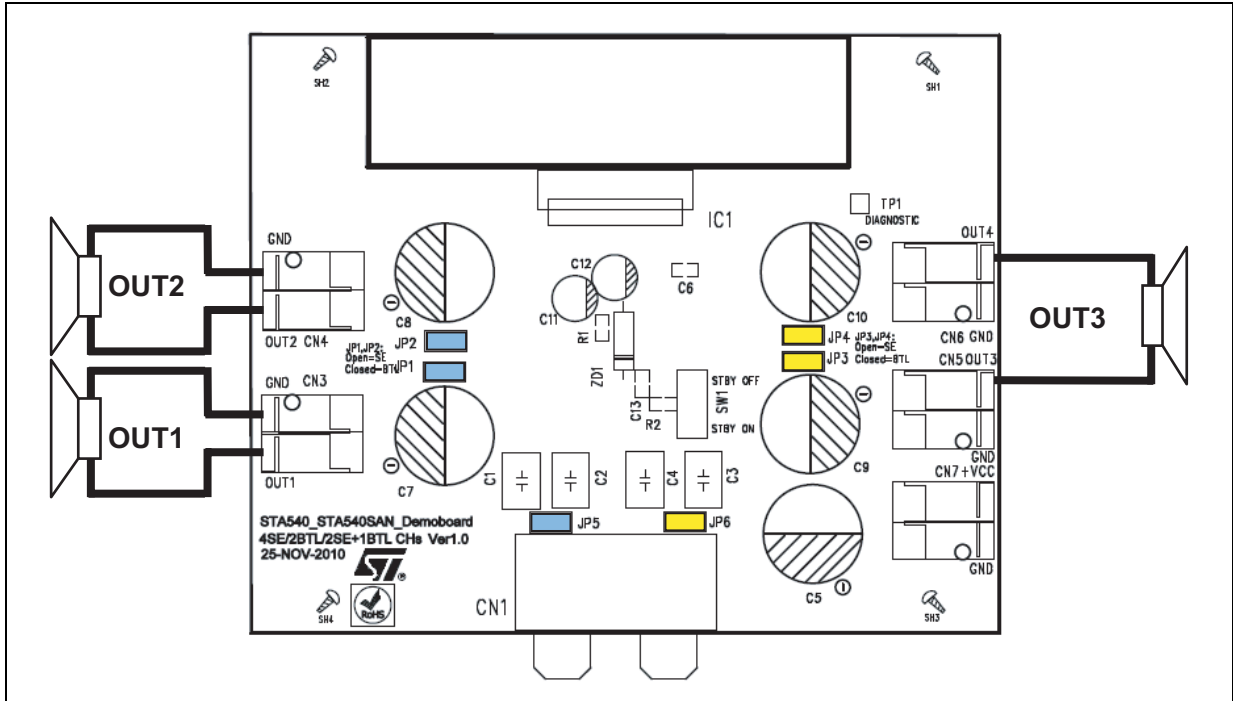 SH2
SH1
IC1
TP1
DIAGNOSTIC
GND
OUT4
OUT2
C12
C11
C6
C8
C10
OUT3
OUT2 CN4
JP2
JP1,JP2:
Open=SE
Closed=BTL
JP1
R1
ZD1
JP4
JP3
JP3,JP4:
Open=SE
Closed=BTL
CN6 GND
CN5 OUT3
GND CN3
OUT1
OUT1
C7
C13
R2
SW1
STBY OFF
STBY ON
C9
GND
CN7+VCC
C1
C2
C4
C3
JP5
JP6
STA540_STA540SAN_Demoboard
4SE/2BTL/2SE+1BTL CHs Ver1.0
25-NOV-2010
ST®
RoHS
SH4
CN1
C5
GND
SH3